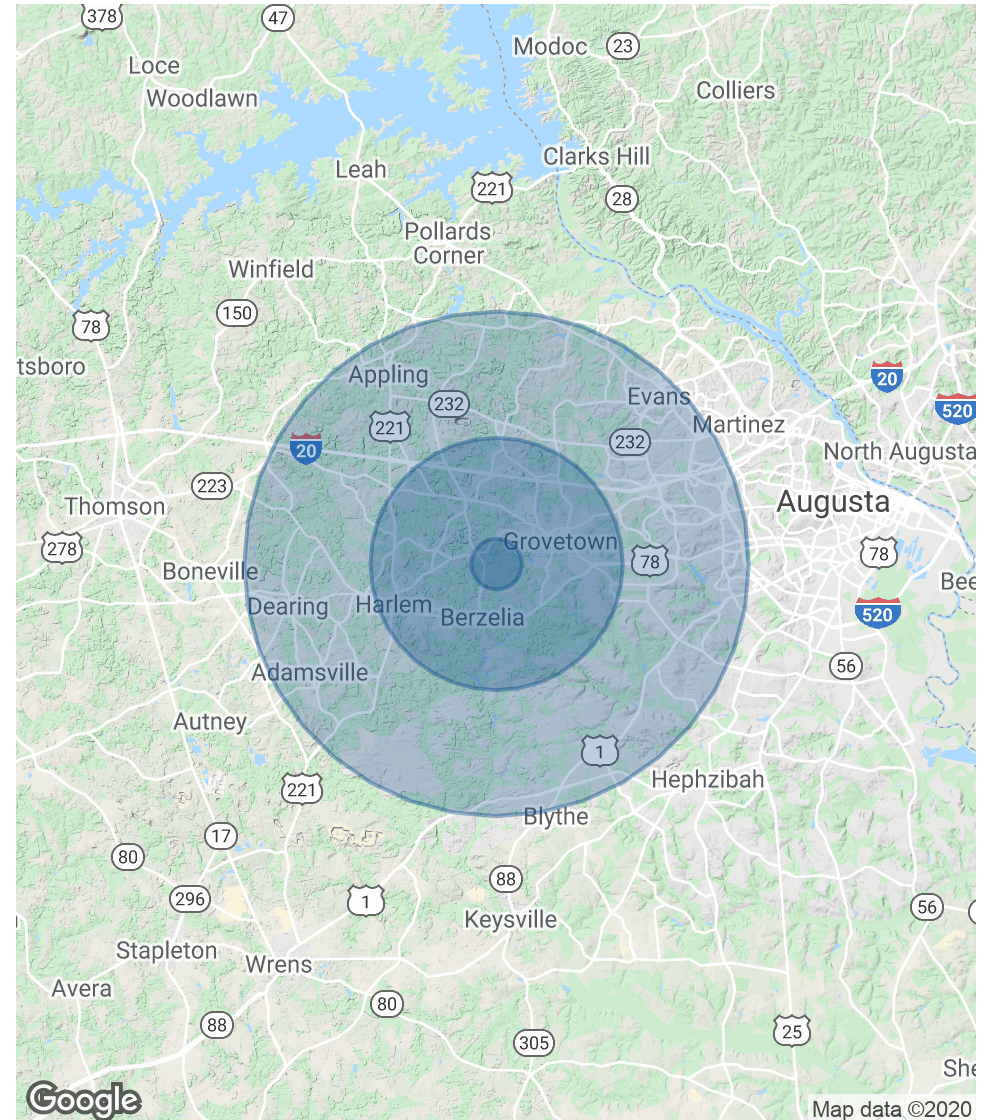 378
47
Modoc
23
Loce
Woodlawn
Colliers
Clarks Hill
Leah
221
28
Pollards
Corner
Winfield
150
78
tsboro
Appling
20
Evans
232
520
221
Martinez
232
20
North Augusta
223
Thomson
Augusta
278
Grovetown
78
78
Boneville
Bee
Dearing
Harlem
Berzelia
520
56
Adamsville
Autney
1
Hephzibah
221
Blythe
17
80
88
296
1
56
Keysville
Stapleton
Wrens
Avera
80
88
25
305
She
Google
Map data ©2020